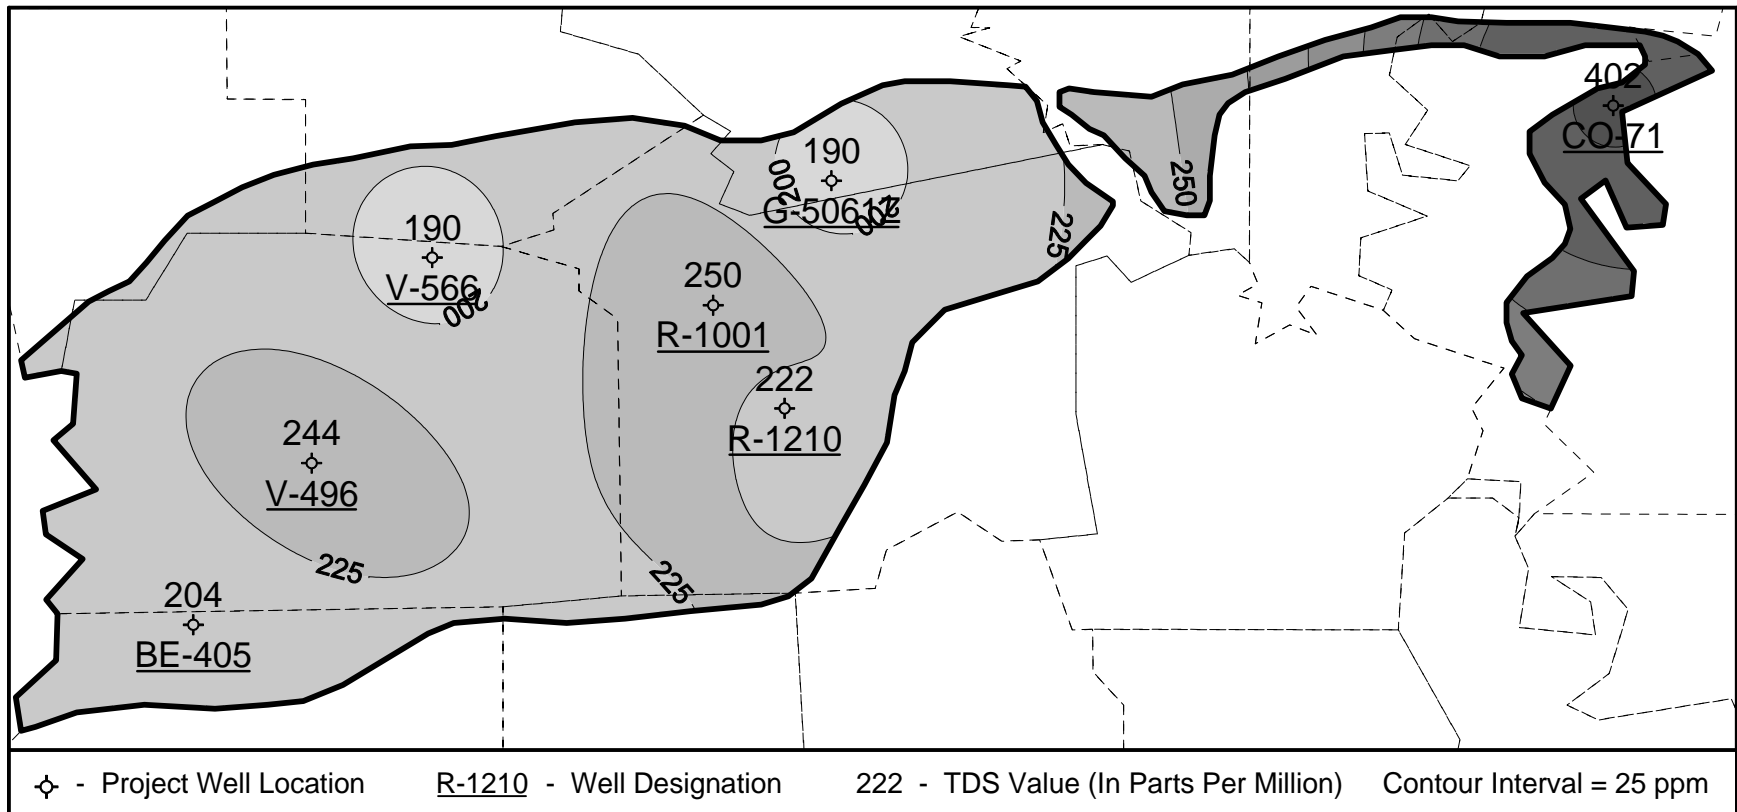 402
CO-71
190
G-5061Z
200
200
250
225
190
V-566
200
250
R-1001
222
R-1210
244
V-496
225
225
204
BE-405
- Project Well Location R-1210 - Well Designation 222 - TDS Value (In Parts Per Million) Contour Interval = 25 ppm